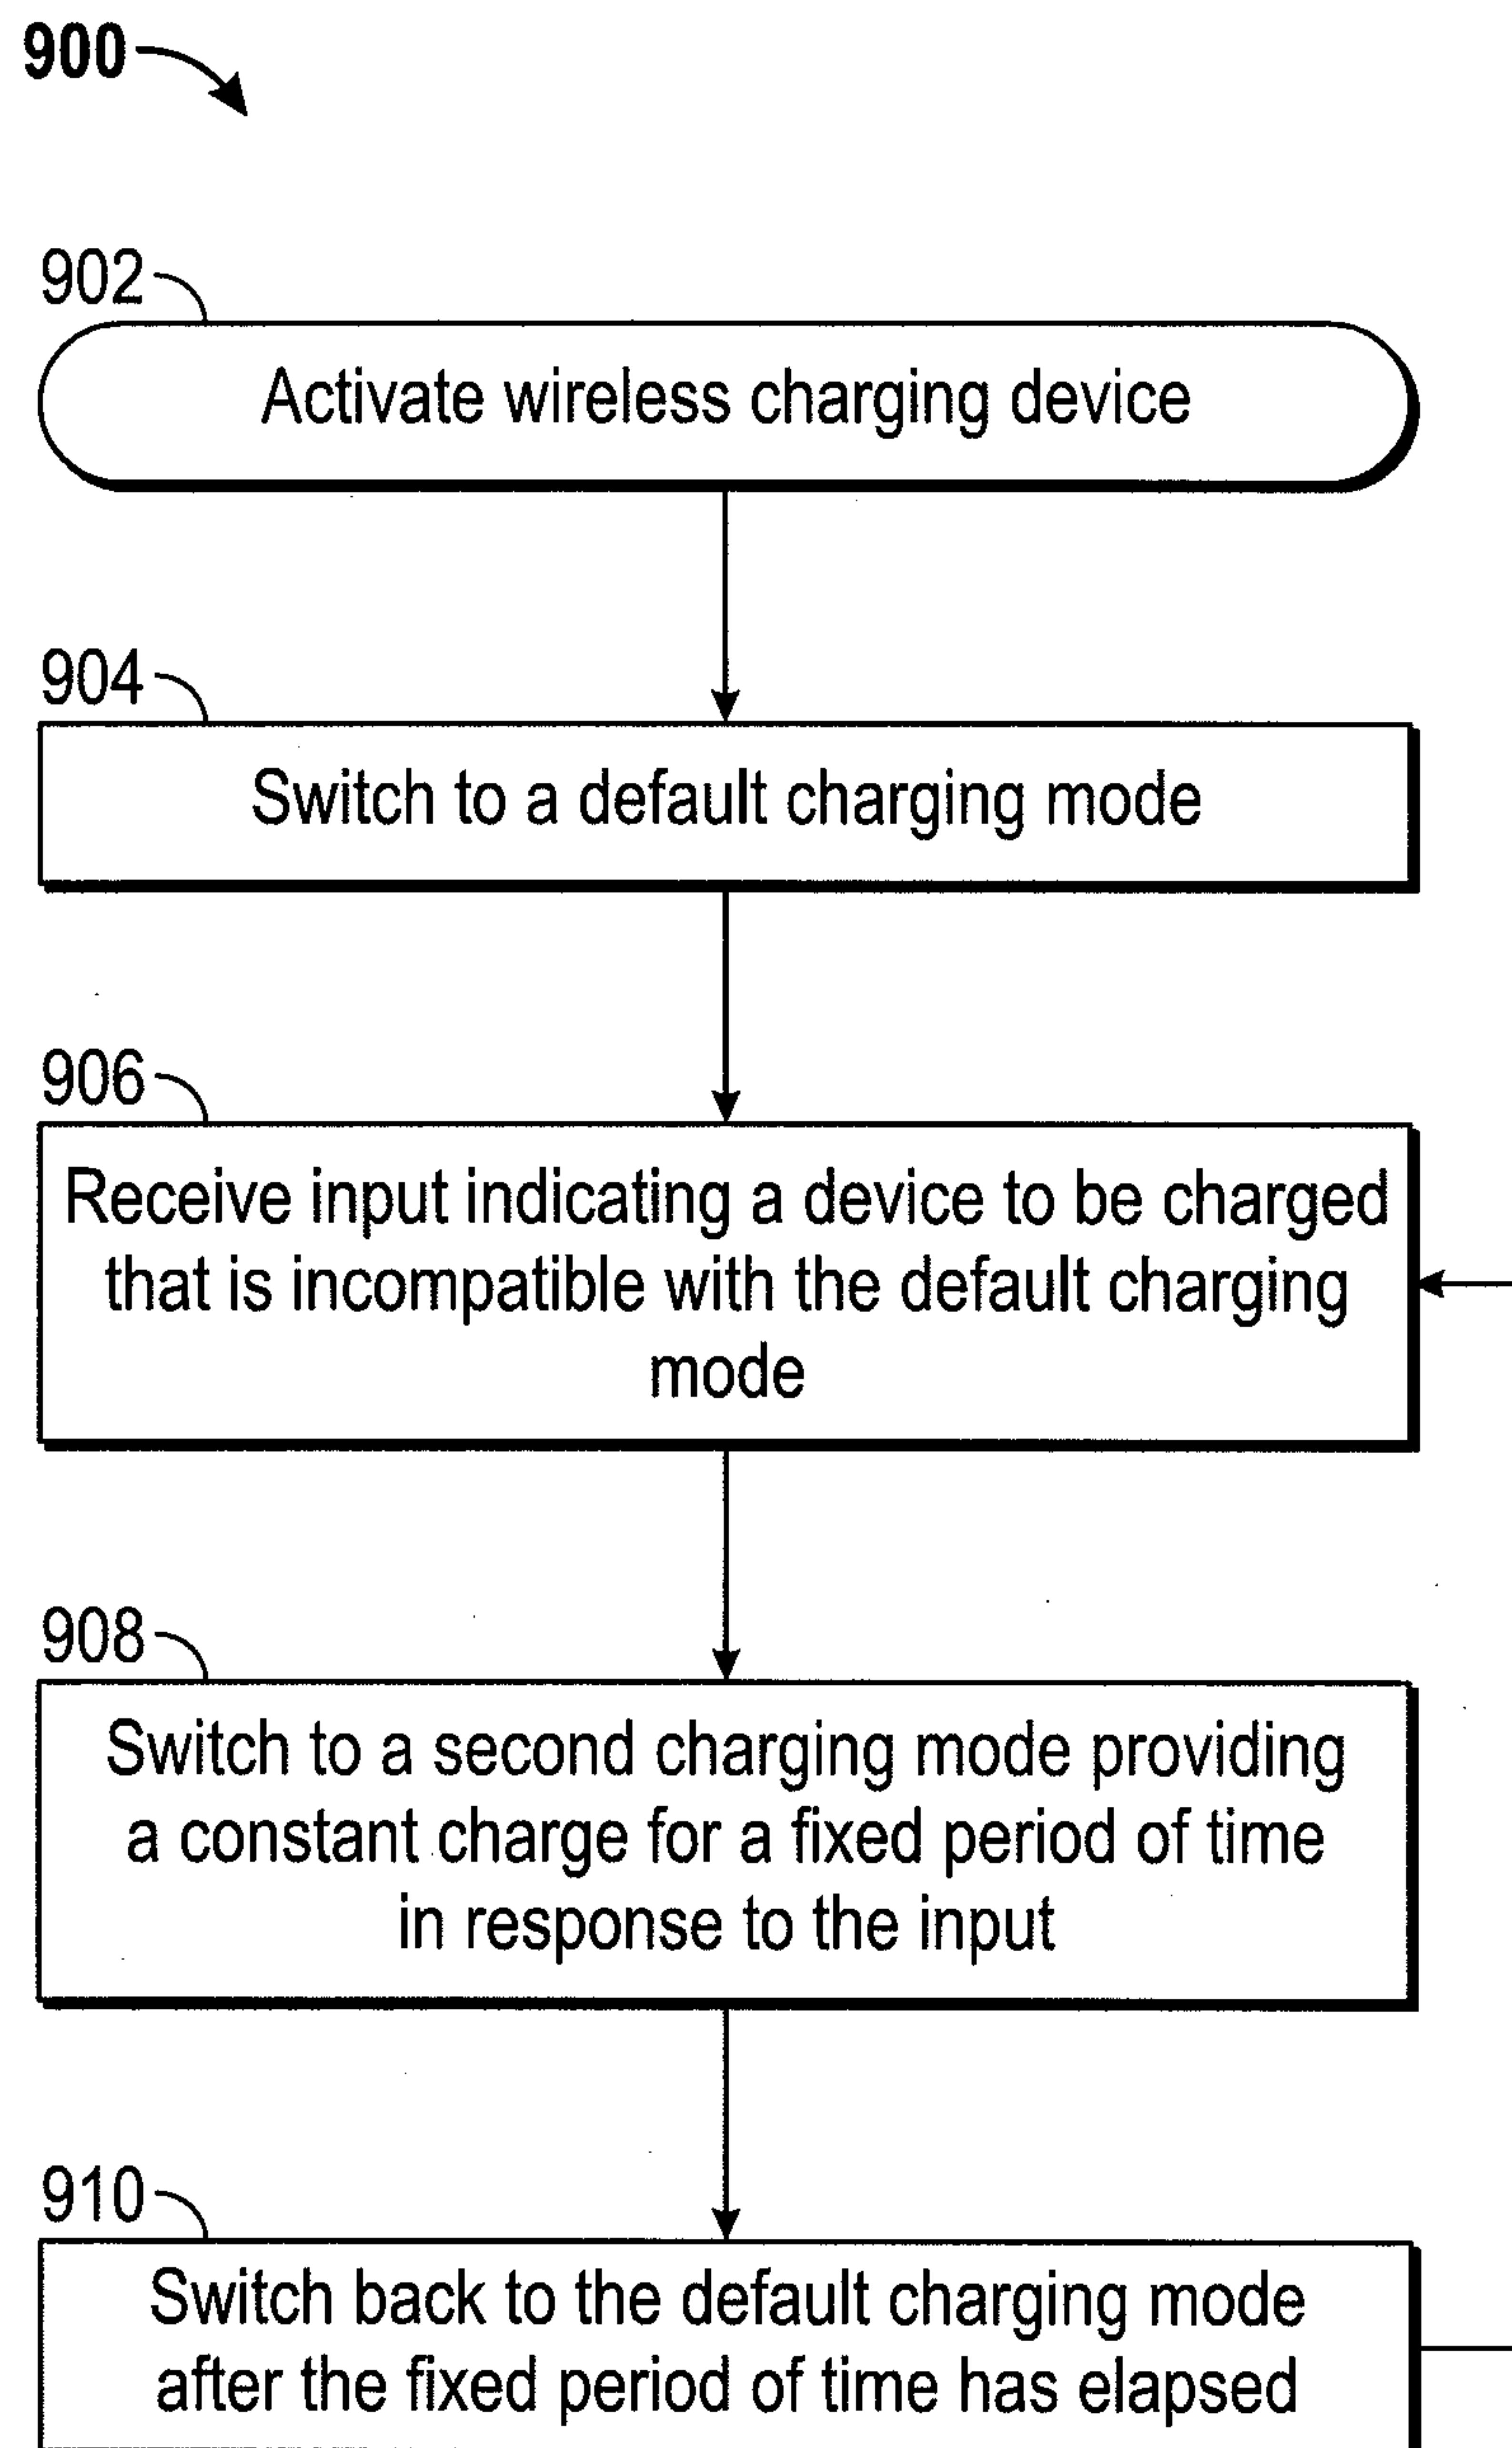 900
902
Activate wireless charging device
904
Switch to a default charging mode
906
Receive input indicating a device to be charged
that is incompatible with the default charging
mode
908
Switch to a second charging mode providing
a constant charge for a fixed period of time
in response to the input
910
Switch back to the default charging mode
after the fixed period of time has elapsed